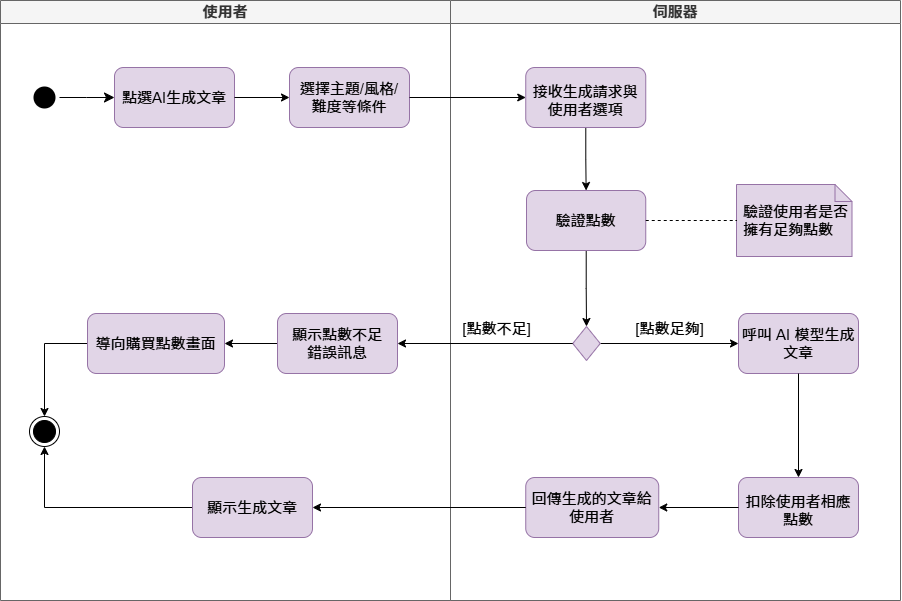 使用者
伺服器
點選AI生成文章
選擇主題/風格/
難度等條件
接收生成請求與
使用者選項
驗證點數
驗證使用者是否
擁有足夠點數
[點數不足]
[點數足夠]
導向購買點數畫面
顯示點數不足
錯誤訊息
呼叫 AI 模型生成
文章
顯示生成文章
回傳生成的文章給
使用者
扣除使用者相應
點數